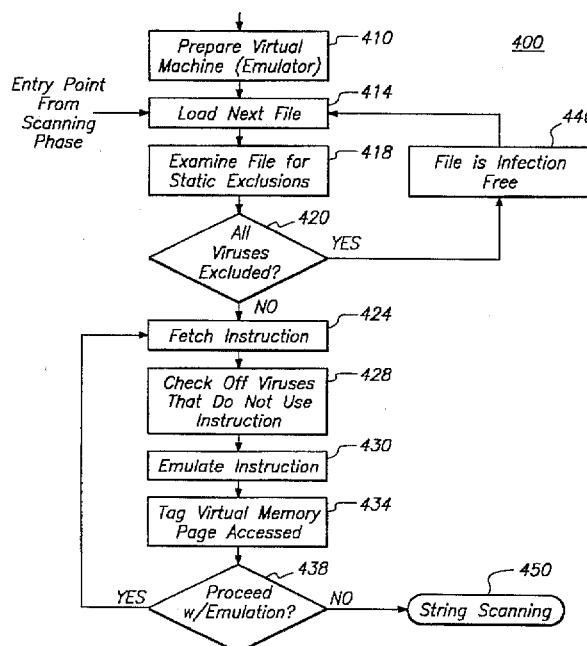 410
400
Prepare Virtual
Machine (Emulator)
Entry Point
From
Scanning
Phase
414
Load Next File
418
Examine File for
Static Exclusions
File is Infection
Free
420
All
Viruses
Excluded?
YES
NO
424
Fetch Instruction
428
Check Off Viruses
That Do Not Use
Instruction
430
Emulate Instruction
434
Tag Virtual Memory
Page Accessed
438
YES
Proceed
w/Emulation?
NO
450
String Scanning